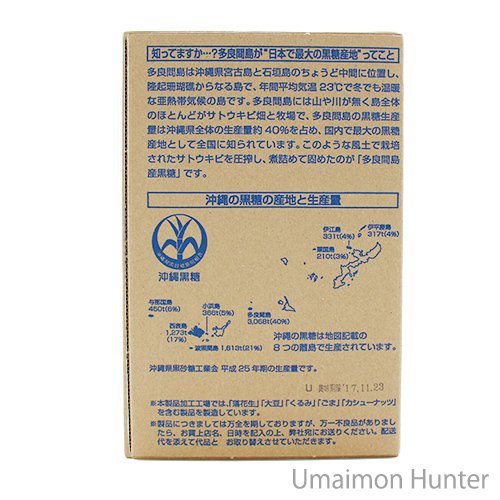 知ってますか…?多良間島が"日本で最大の黒糖産地"ってこと
多良間島は沖縄県宮古島と石垣島のちょうど中間に位置し、
隆起珊瑚礁からなる島で、年間平均気温23℃で冬でも温暖
な亜熱帯気候の島です。多良間島には山や川が無く島全体
のほとんどがサトウキビ畑と牧場で、多良間島の黒糖生産
量は沖縄県全体の生産量約40%を占め、国内で最大の黒糖
産地として全国に知られています。このような風土で栽培
されたサトウキビを圧搾し、煮詰めて固めたのが「多良間島
産黒糖」です。
沖縄の黒糖の産地と生産量
沖縄黒糖
伊平屋島
317t(4%)
伊江島
331t(4%)
粟国島
210t(3%)
与那国島
450t(6%)
小浜島
366t(5%)
多良間島
3,068t(40%)
西表島
1,273t
(17%)
波照間島 1,613t(21%)
沖縄の黒糖は地図記載の
8つの離島で生産されています。
沖縄県黒砂糖工業会 平成25年期の生産量です。
U 賞味期限'17.11.23
※本製品加工工場では、「落花生」「大豆」「くるみ」「ごま」「カシューナッツ」
を含む製品を製造しています。
※製品につきましては万全を期しておりますが、万一不良品がありまし
たら、お買上店名、日時を記入の上、弊社宛にお送りください。郵送
代を添えて代品と お取り替えさせていただきます。
Umaimon Hunter